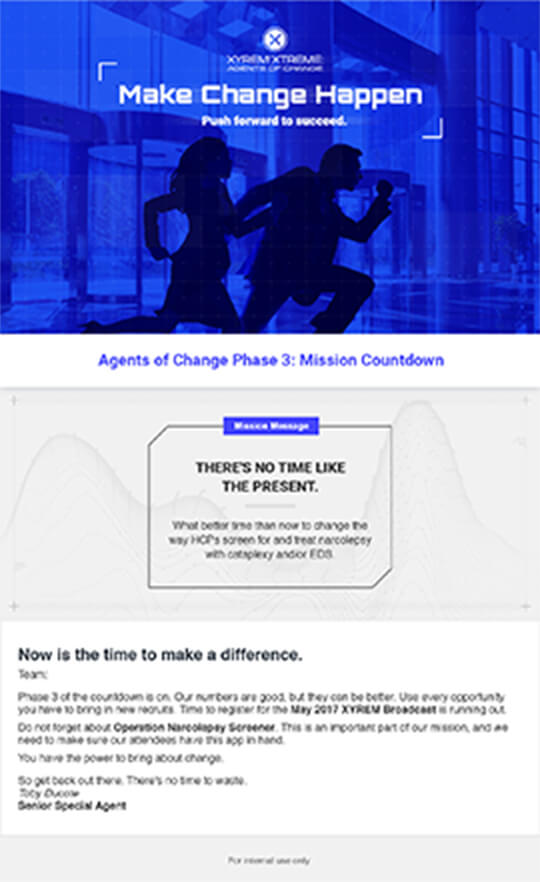 XYREM XTREME:
AGENTS OF CHANGE
Make Change Happen
Push forward to succeed.
Agents of Change Phase 3: Mission Countdown
Mission Message
THERE'S NO TIME LIKE
THE PRESENT.
What better time than now to change the
way HCPs screen for and treat narcolepsy
with cataplexy and/or EDS.
Now is the time to make a difference.
Team:
Phase 3 of the countdown is on. Our numbers are good, but they can be better. Use every opportunity
you have to bring in new recruits. Time to register for the May 2017 XYREM Broadcast is running out.
Do not forget about Operation Narcolepsy Screener. This is an important part of our mission, and we
need to make sure our attendees have this app in hand.
You have the power to bring about change.
So get back out there. There's no time to waste.
Toby
Senior Special Agent
For internal use only